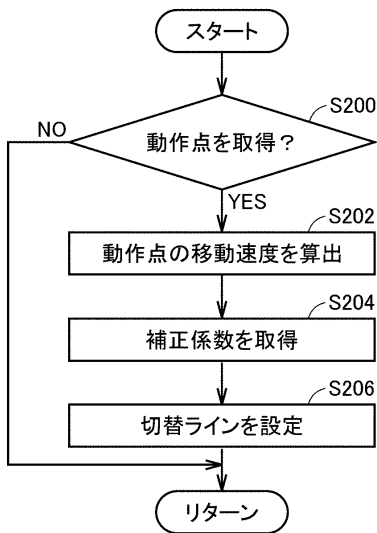 スタート
S200
NO
動作点を取得？
YES
S202
動作点の移動速度を算出
S204
補正係数を取得
S206
切替ラインを設定
リターン